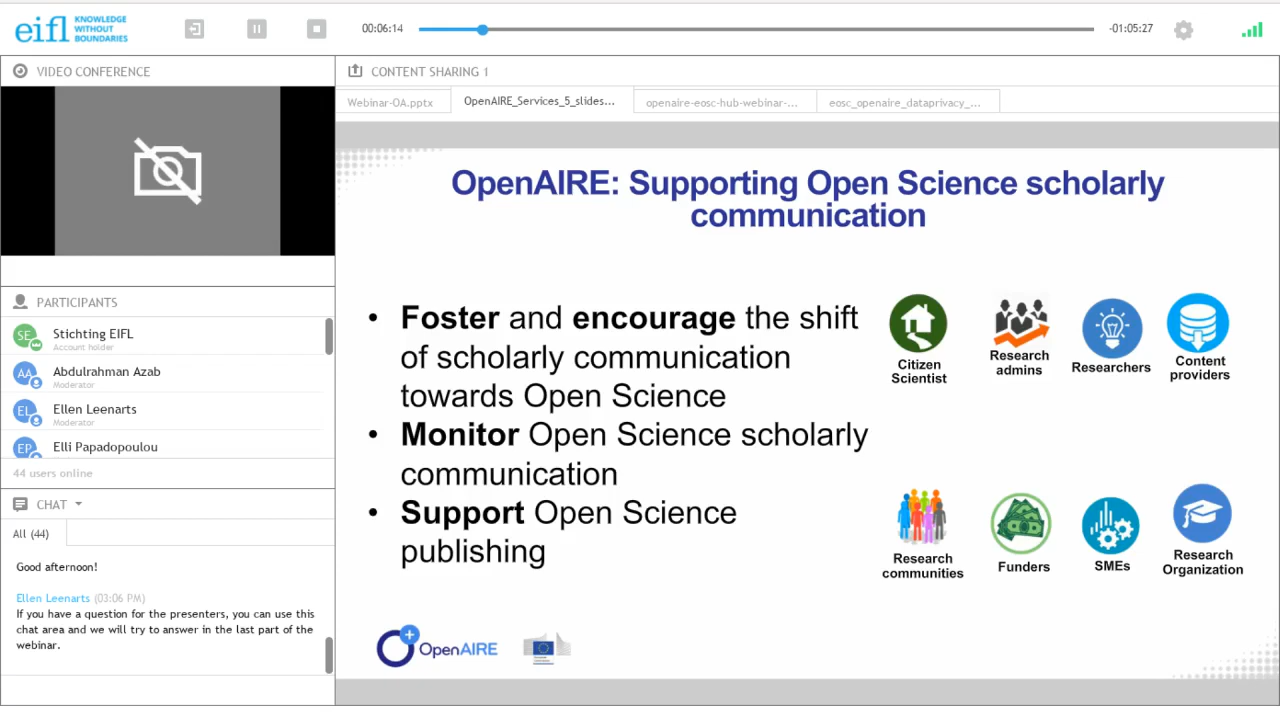 eifl KNOWLEDGE
WITHOUT
BOUNDARIES
00:06:14
-01:05:27
VIDEO CONFERENCE
CONTENT SHARING 1
Webinar-OA.pptx
OpenAIRE_Services_5_slides...
openaire-eosc-hub-webinar-...
eosc_openaire_dataprivacy_...
PARTICIPANTS
SE
Stichting EIFL
Account holder
AA
Abdulrahman Azab
Moderator
EL
Ellen Leenarts
Moderator
EP
Elli Papadopoulou
44 users online
CHAT
All (44)
Good afternoon!
Ellen Leenarts (03:06 PM)
If you have a question for the presenters, you can use this
chat area and we will try to answer in the last part of the
webinar.
OpenAIRE: Supporting Open Science scholarly
communication
• Foster and encourage the shift
of scholarly communication
towards Open Science
• Monitor Open Science scholarly
communication
• Support Open Science
publishing
Citizen
Scientist
Research
admins
Researchers
Content
providers
Research
communities
Funders
SMEs
Research
Organization
OpenAIRE